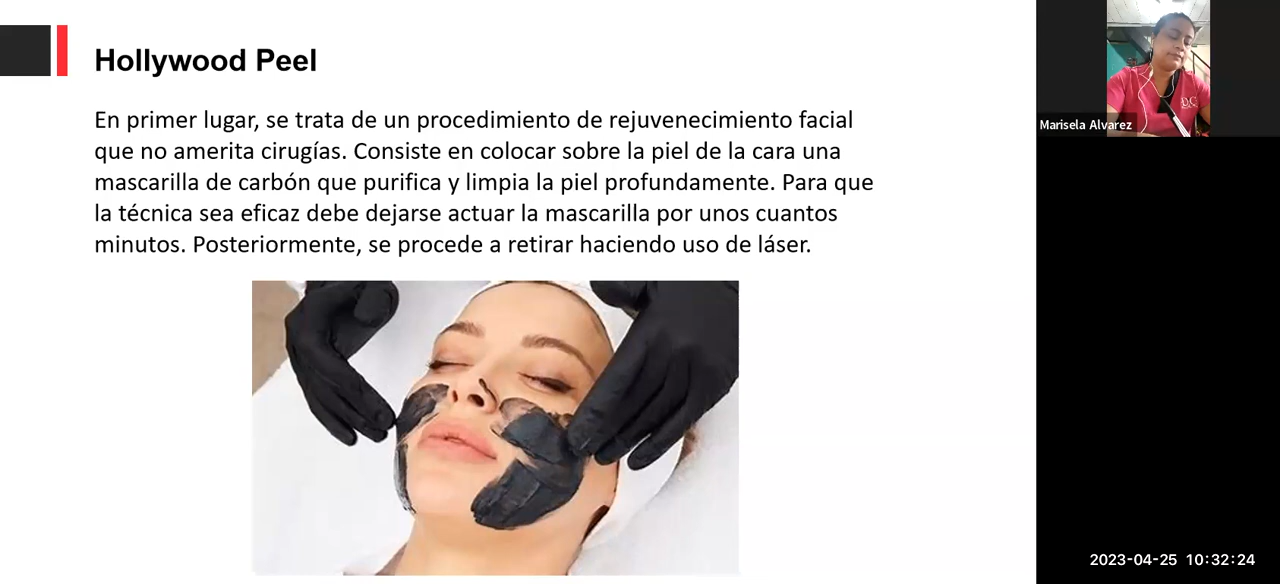 Hollywood Peel
En primer lugar, se trata de un procedimiento de rejuvenecimiento facial
que no amerita cirugías. Consiste en colocar sobre la piel de la cara una
mascarilla de carbón que purifica y limpia la piel profundamente. Para que
la técnica sea eficaz debe dejarse actuar la mascarilla por unos cuantos
minutos. Posteriormente, se procede a retirar haciendo uso de láser.
D.C
Marisela Alvarez
2023-04-25 10:32:24